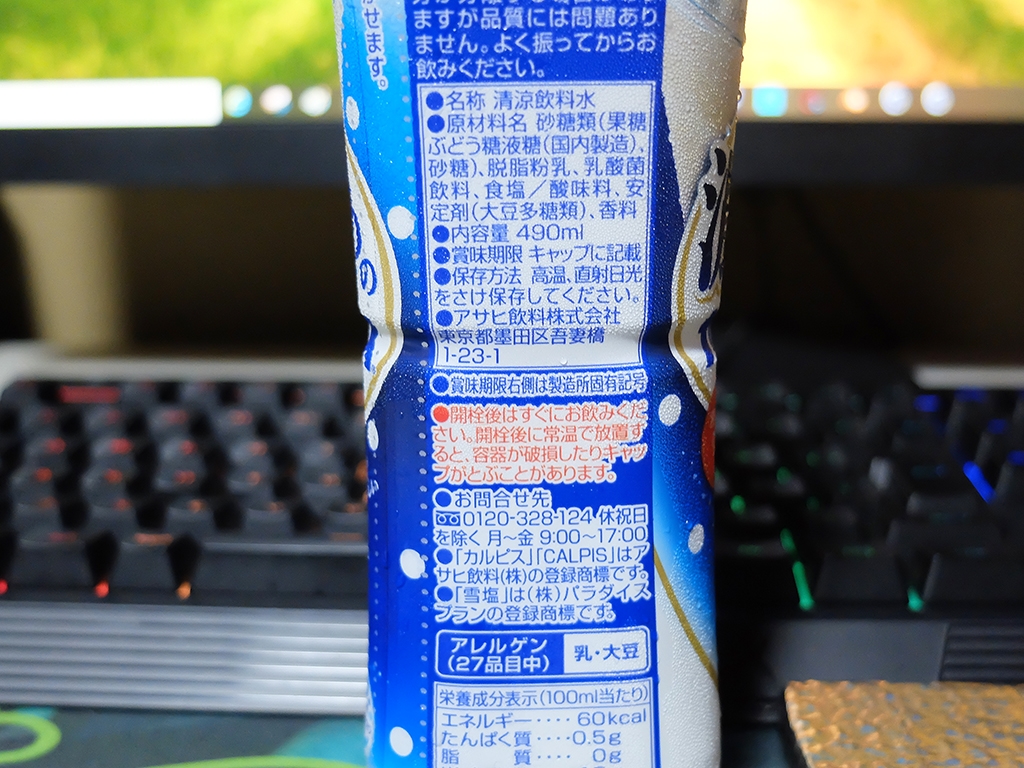 かせます。
ますが品質には問題あり
ません。よく振ってからお
飲みください。
●名称 清涼飲料水
●原材料名 砂糖類(果糖
ぶどう糖液糖(国内製造)、
砂糖)、脱脂粉乳、乳酸菌
飲料、食塩/酸味料、安
定剤(大豆多糖類)、香料
●内容量 490ml
●賞味期限 キャップに記載
●保存方法 高温、直射日光
をさけ保存してください。
●アサヒ飲料株式会社
東京都墨田区吾妻橋
1-23-1
●賞味期限右側は製造所固有記号
●開栓後はすぐにお飲みくだ
さい。開栓後に常温で放置す
ると、容器が破損したりキャッ
プがとぶことがあります。
●お問合せ先
0120-328-124 休祝日
を除く 月~金 9:00~17:00
●「カルピス」「CALPIS」はア
サヒ飲料(株)の登録商標です。
●「雪塩」は(株)パラダイス
プランの登録商標です。
アレルゲン
(27品目中)
乳・大豆
栄養成分表示(100ml当たり)
エネルギー････60kcal
たんぱく質････0.5g
脂 質････ 0g
の